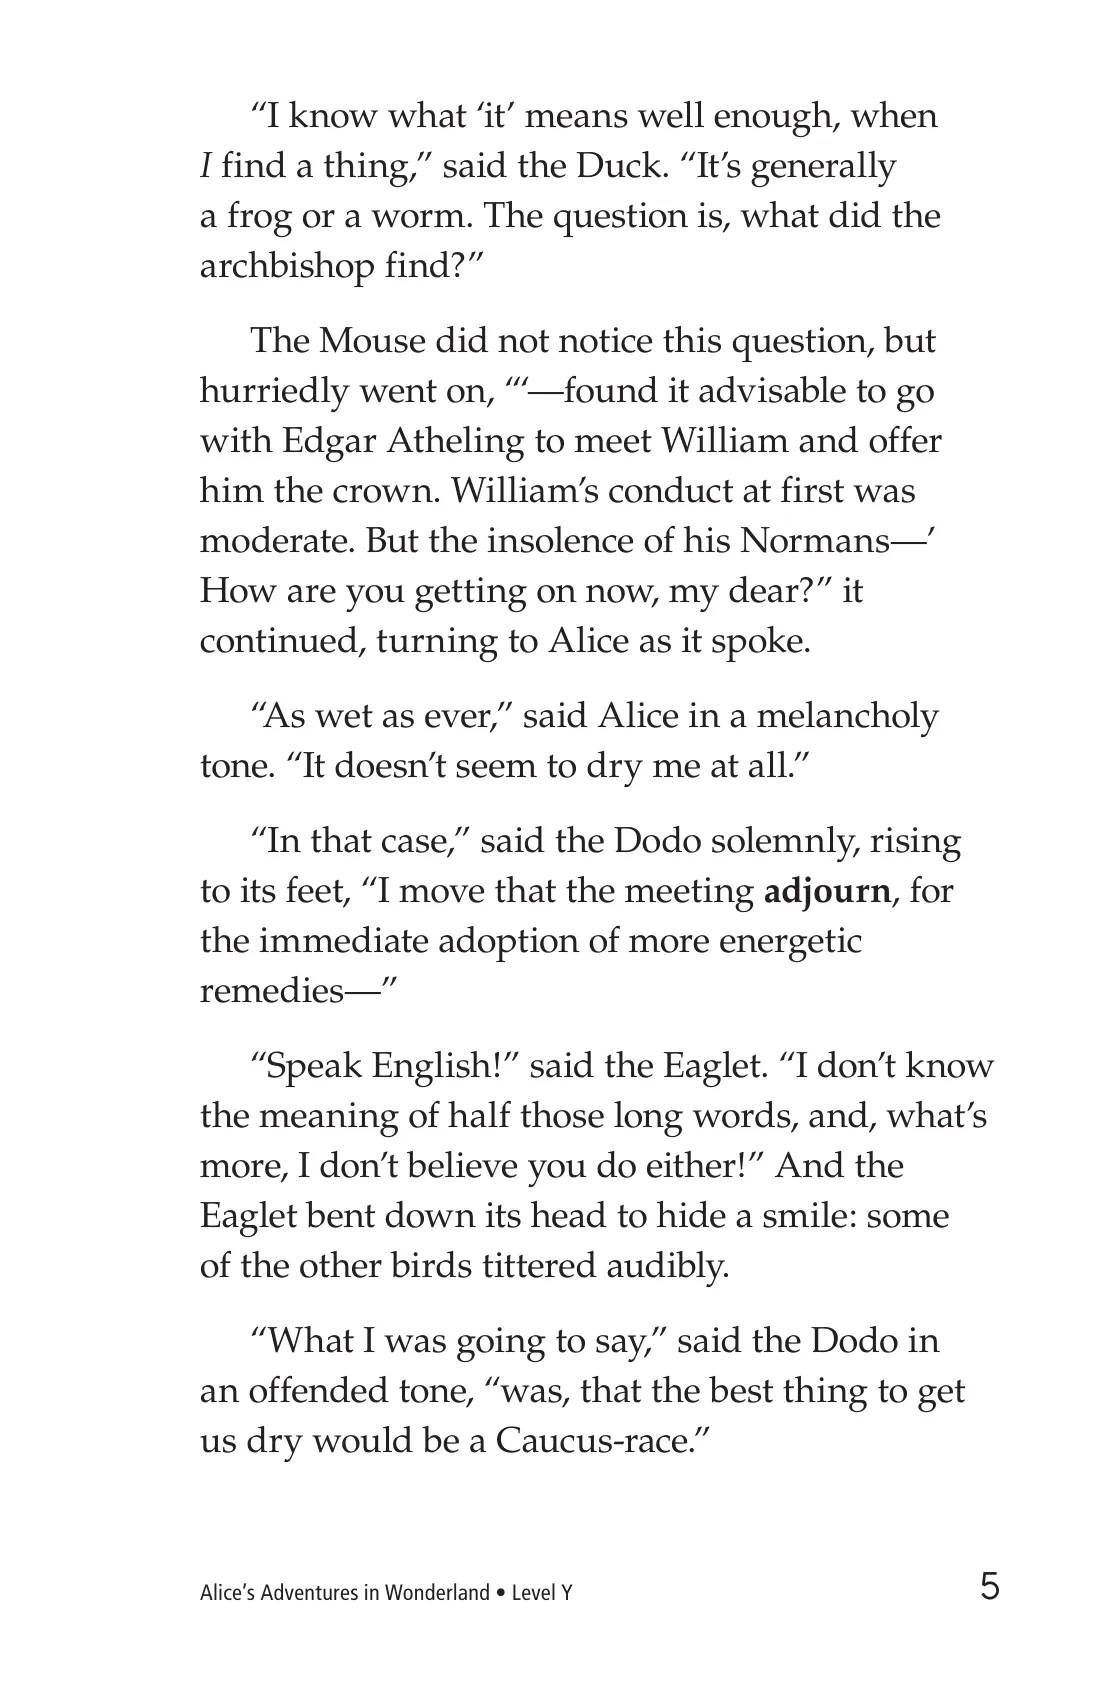 “I know what ‘it’ means well enough, when
I find a thing,” said the Duck. “It’s generally
a frog or a worm. The question is, what did the
archbishop find?”
The Mouse did not notice this question, but
hurriedly went on, “‘—found it advisable to go
with Edgar Atheling to meet William and offer
him the crown. William’s conduct at first was
moderate. But the insolence of his Normans—’
How are you getting on now, my dear?” it
continued, turning to Alice as it spoke.
“As wet as ever,” said Alice in a melancholy
tone. “It doesn’t seem to dry me at all.”
“In that case,” said the Dodo solemnly, rising
to its feet, “I move that the meeting adjourn, for
the immediate adoption of more energetic
remedies—”
“Speak English!” said the Eaglet. “I don’t know
the meaning of half those long words, and, what’s
more, I don’t believe you do either!” And the
Eaglet bent down its head to hide a smile: some
of the other birds tittered audibly.
“What I was going to say,” said the Dodo in
an offended tone, “was, that the best thing to get
us dry would be a Caucus-race.”
Alice’s Adventures in Wonderland • Level Y 5